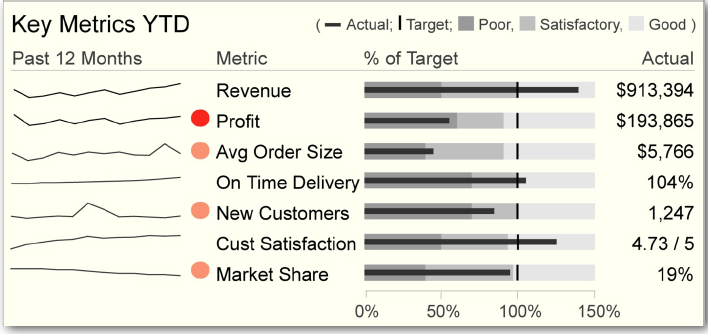 Key Metrics YTD ( Actual; Target; Poor, Satisfactory, Good )
Past 12 Months Metric % of Target Actual
Revenue $913,394
Profit $193,865
Avg Order Size $5,766
On Time Delivery 104%
New Customers 1,247
Cust Satisfaction 4.73 / 5
Market Share 19%
0% 50% 100% 150%